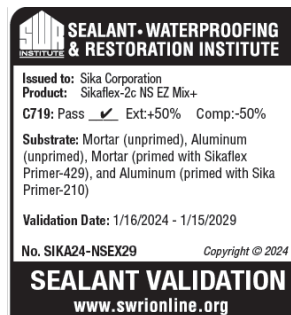 SWR
INSTITUTE
SEALANT • WATERPROOFING
& RESTORATION INSTITUTE
Issued to: Sika Corporation
Product: Sikaflex-2c NS EZ Mix+
C719: Pass ✔ Ext:+50% Comp:-50%
Substrate: Mortar (unprimed), Aluminum
(unprimed), Mortar (primed with Sikaflex
Primer-429), and Aluminum (primed with Sika
Primer-210)
Validation Date: 1/16/2024 - 1/15/2029
No. SIKA24-NSEX29 Copyright © 2024
SEALANT VALIDATION
www.swrionline.org